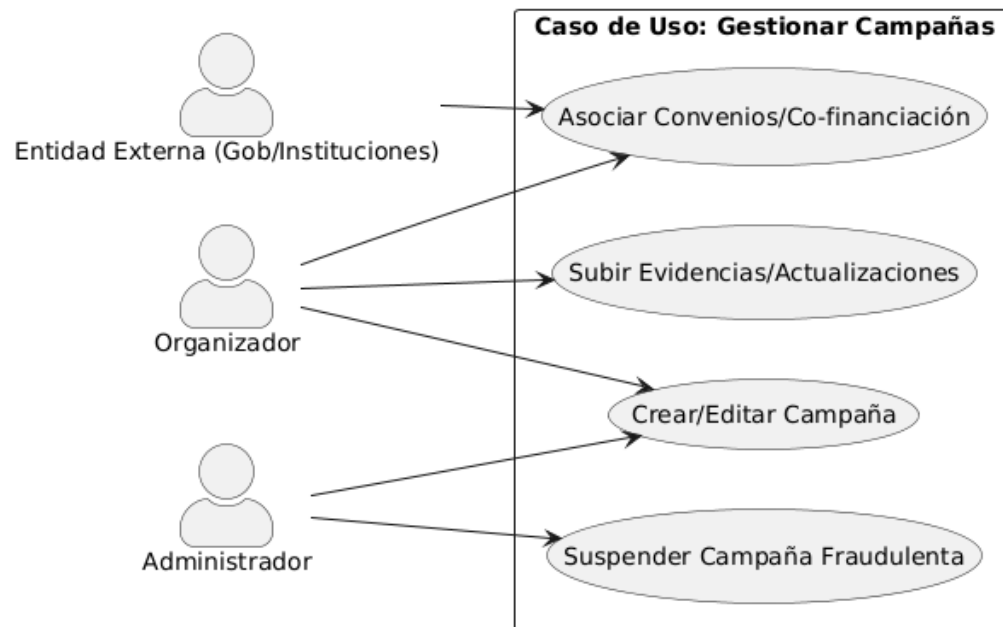 Caso de Uso: Gestionar Campañas
Entidad Externa (Gob/Instituciones)
Asociar Convenios/Co-financiación
Organizador
Subir Evidencias/Actualizaciones
Crear/Editar Campaña
Administrador
Suspender Campaña Fraudulenta